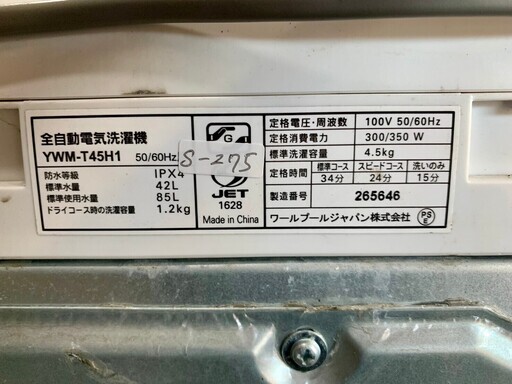 全自動電気洗濯機
YWM-T45H1 50/60Hz
防水等級 IPX4
標準水量 42L
標準使用水量 85L
ドライコース時の洗濯容量 1.2kg
S-275
G
JET
1628
Made in China
定格電圧・周波数 100V 50/60Hz
定格消費電力 300/350 W
標準洗濯容量 4.5kg
定格時間 標準コース スピードコース 洗いのみ
34分 24分 15分
製造番号 265646
ワールプールジャパン株式会社
PS
E